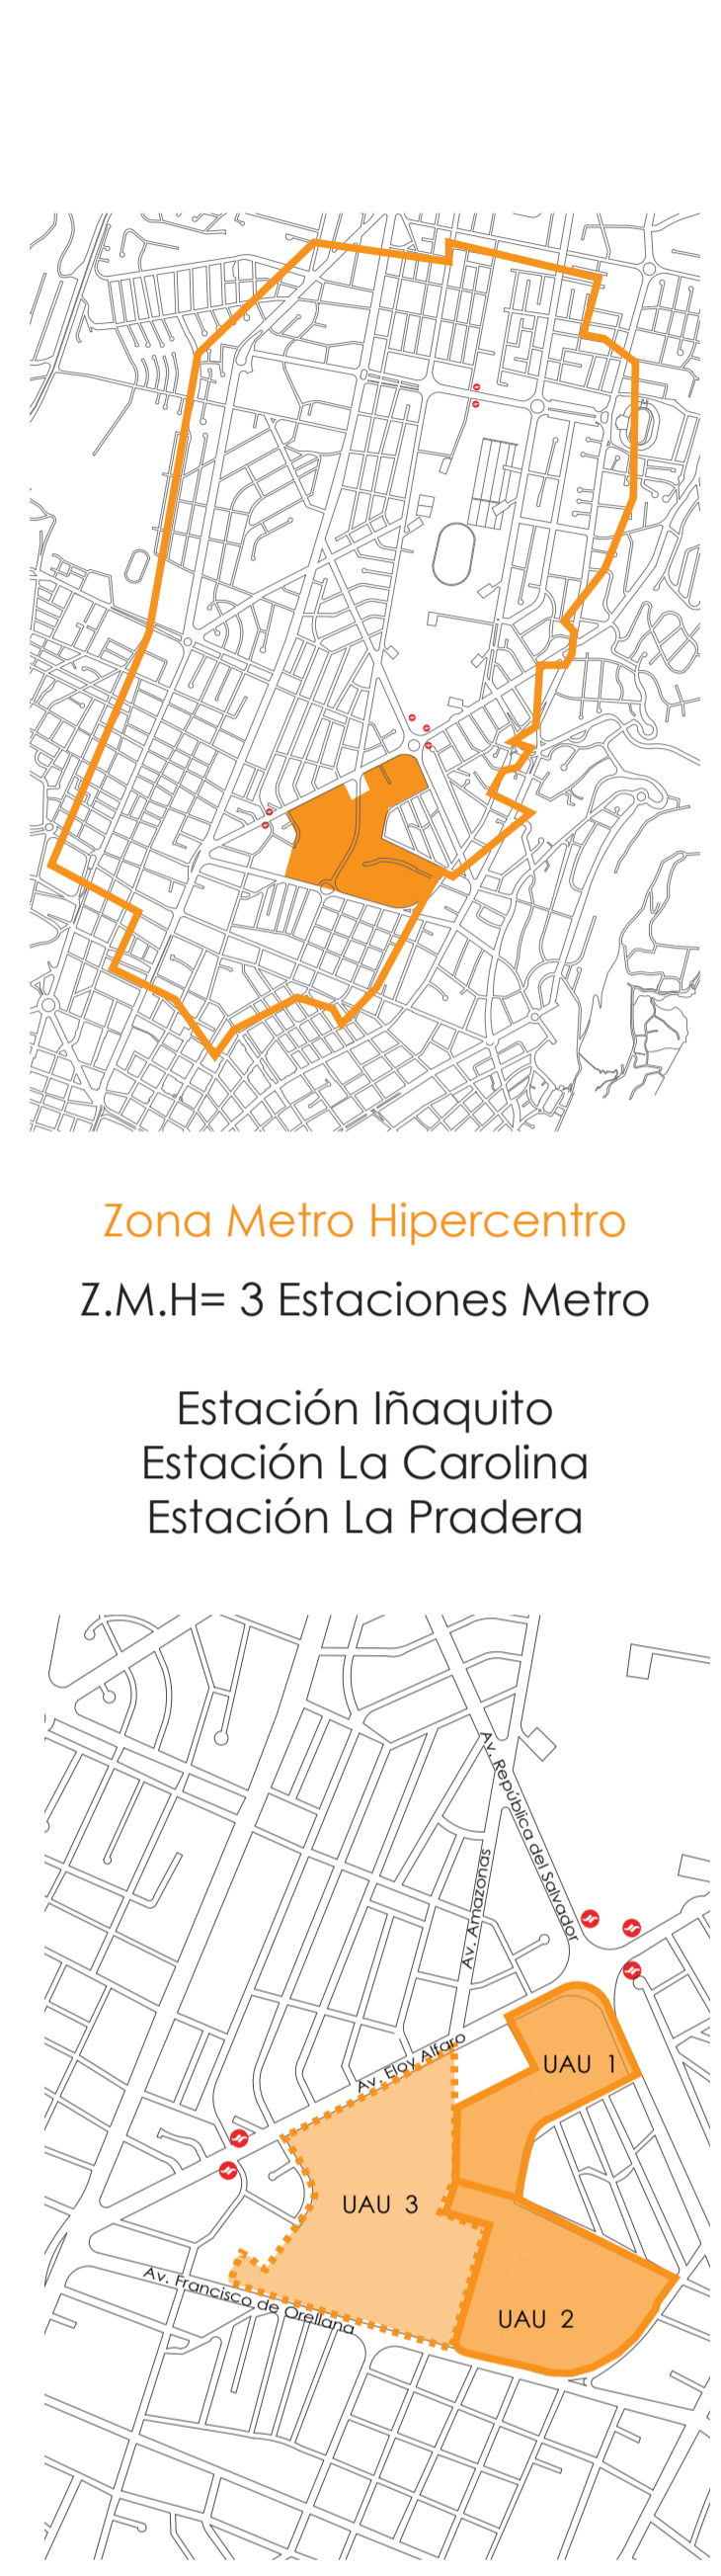 Zona Metro Hipercentro
Z.M.H= 3 Estaciones Metro
Estación Iñaquito
Estación La Carolina
Estación La Pradera
Av. República del Salvador
Av. Amazonas
Av. Eloy Alfaro
UAU 1
UAU 3
Av. Francisco de Orellana
UAU 2